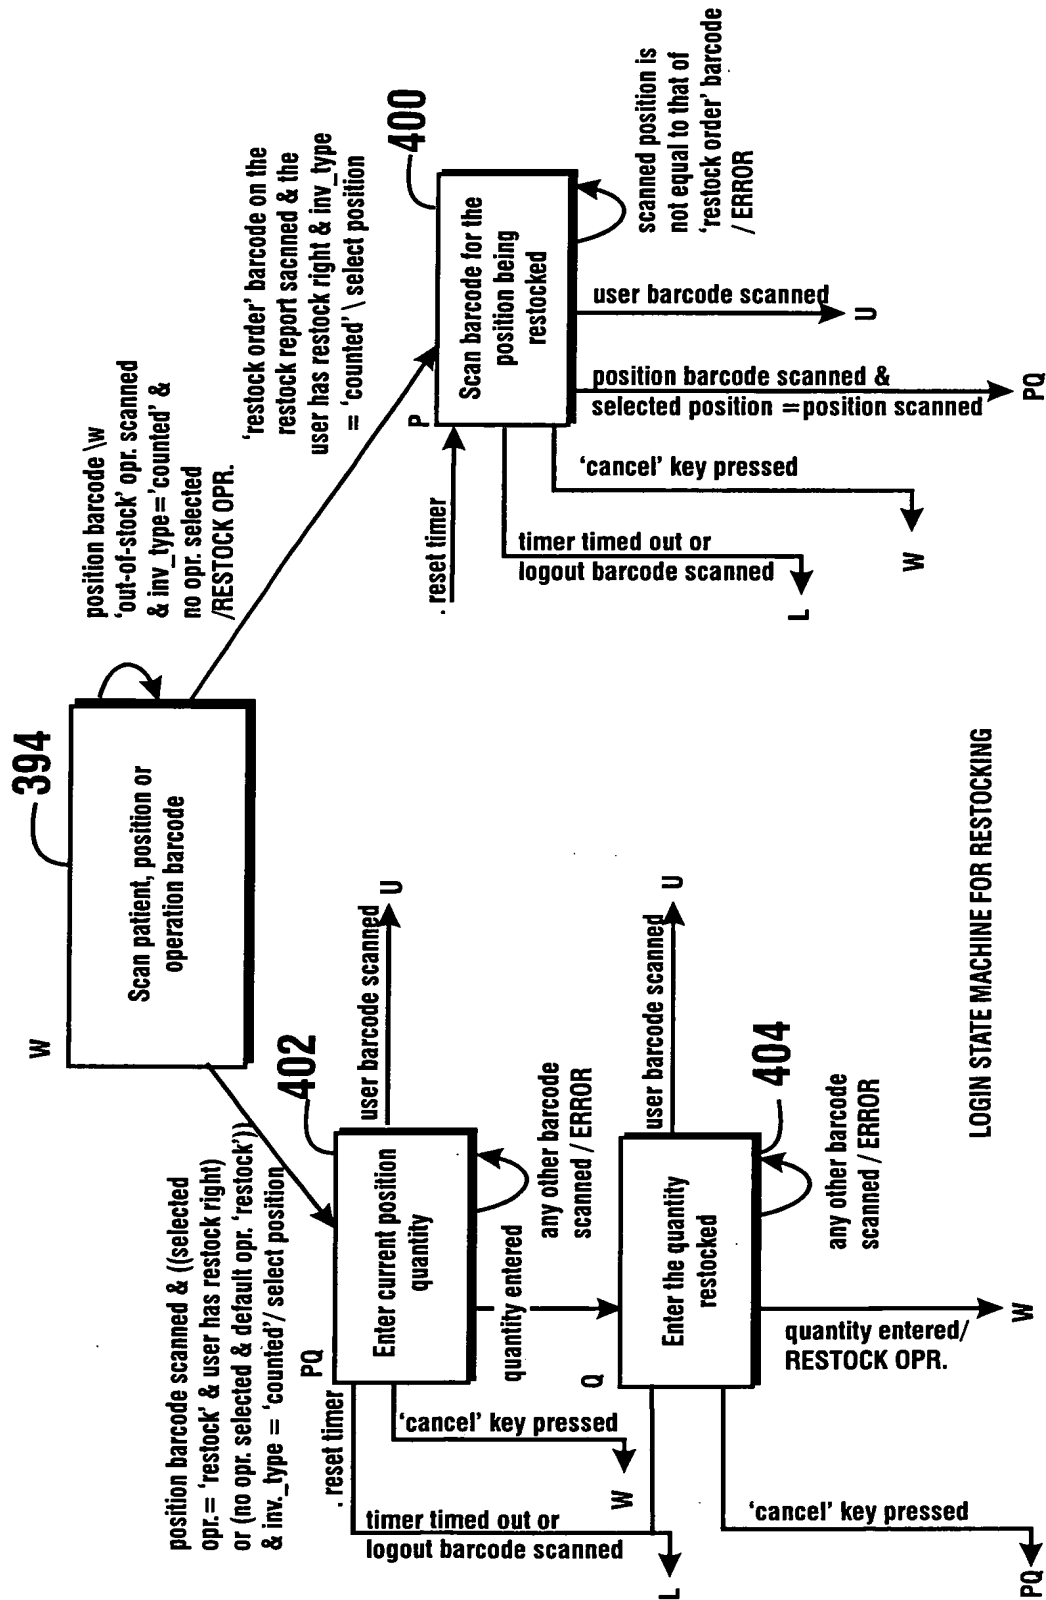 W
394
Scan patient, position or
operation barcode
position barcode \w
'out-of-stock' opr. scanned
& inv_type='counted' &
no opr. selected
/RESTOCK OPR.
position barcode scanned & ((selected
opr.= 'restock' & user has restock right)
or (no opr. selected & default opr. 'restock'))
& inv._type = 'counted'/ select position
'restock order' barcode on the
restock report sacnned & the
user has restock right & inv_type
= 'counted' \ select position
PQ
402
Enter current position
quantity
. reset timer
user barcode scanned
U
any other barcode
scanned / ERROR
quantity entered
'cancel' key pressed
W
timer timed out or
logout barcode scanned
L
Q
404
Enter the quantity
restocked
user barcode scanned
U
any other barcode
scanned / ERROR
quantity entered/
RESTOCK OPR.
W
'cancel' key pressed
PQ
P
400
Scan barcode for the
position being
restocked
. reset timer
scanned position is
not equal to that of
'restock order' barcode
/ ERROR
user barcode scanned
U
position barcode scanned &
selected position = position scanned
PQ
'cancel' key pressed
W
timer timed out or
logout barcode scanned
L
LOGIN STATE MACHINE FOR RESTOCKING